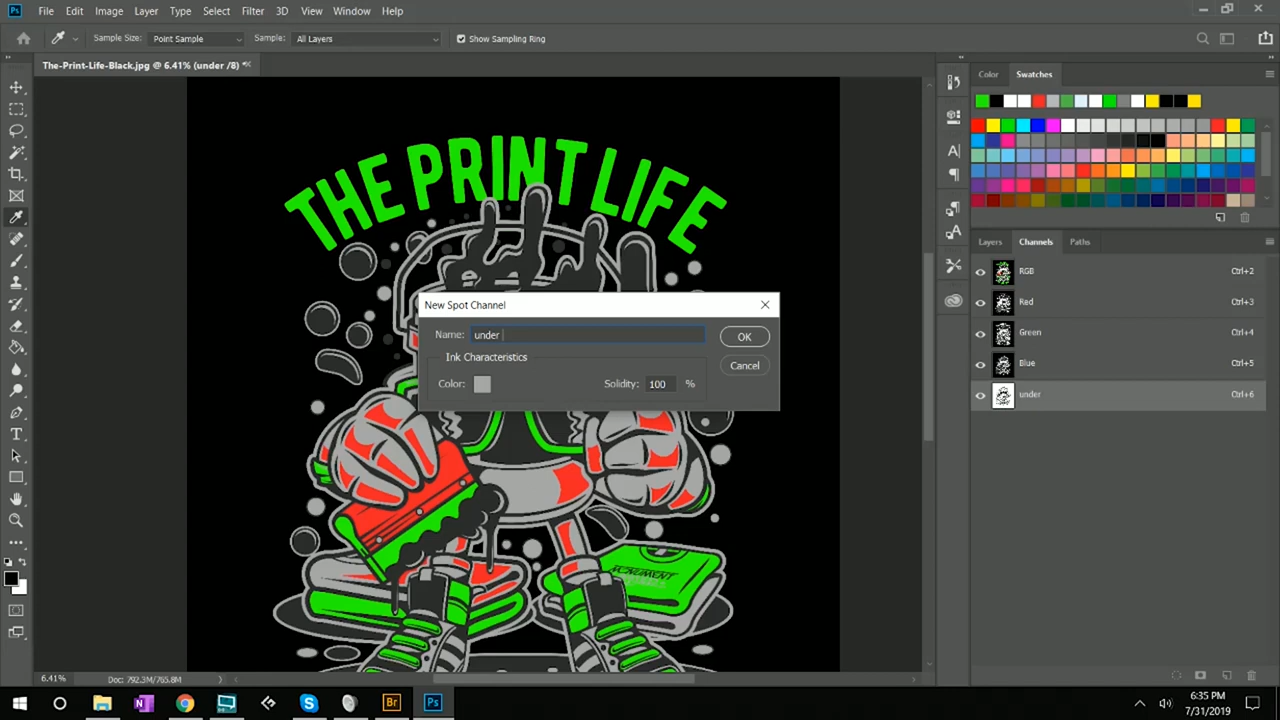 Ps File Edit Image Layer Type Select Filter 3D View Window Help
Sample Size: Point Sample Sample: All Layers Show Sampling Ring
The-Print-Life-Black.jpg @ 6.41% (under /8) *
Color Swatches
THE PRINT LIFE
Layers Channels Paths
RGB Ctrl+2
Red Ctrl+3
Green Ctrl+4
Blue Ctrl+5
under Ctrl+6
New Spot Channel
Name: under
OK
Ink Characteristics
Cancel
Color: Solidity: 100 %
MONUMENT
6.41% Doc: 792.3M/765.8M
Br Ps
6:35 PM
7/31/2019